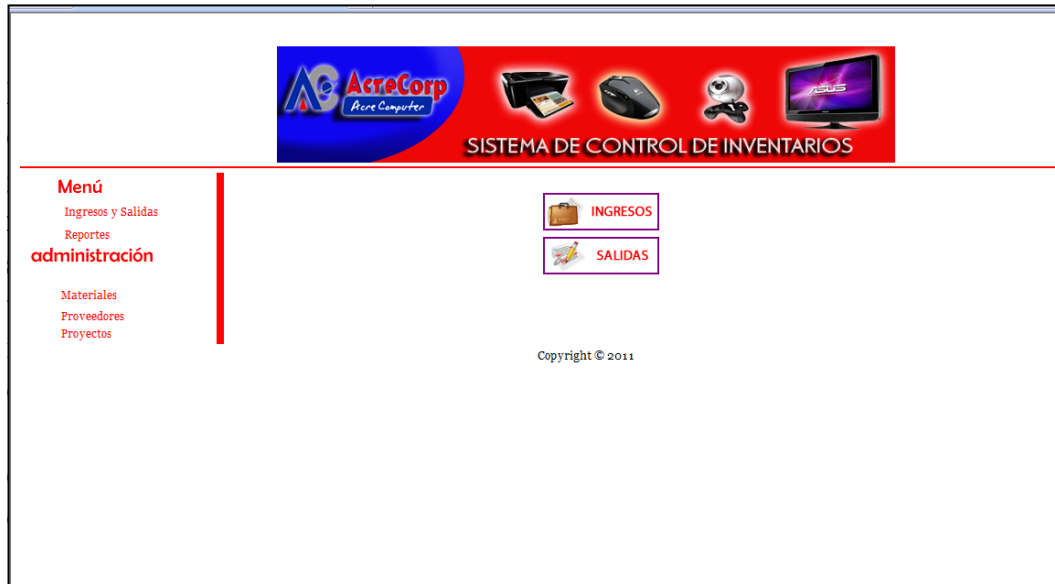 AcreCorp
Acre Computer
ASUS
SISTEMA DE CONTROL DE INVENTARIOS
Menú
Ingresos y Salidas
Reportes
administración
Materiales
Proveedores
Proyectos
INGRESOS
SALIDAS
Copyright © 2011